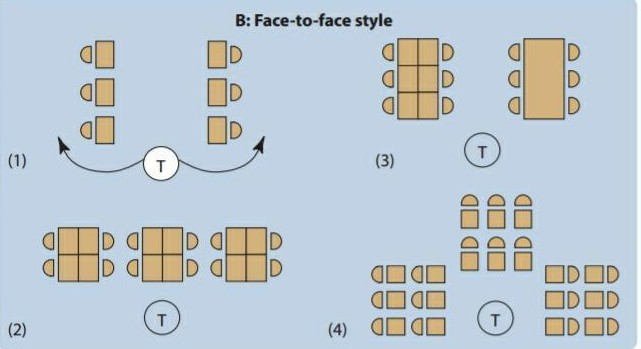 B: Face-to-face style
T
(1)
T
(3)
T
(2)
T
(4)